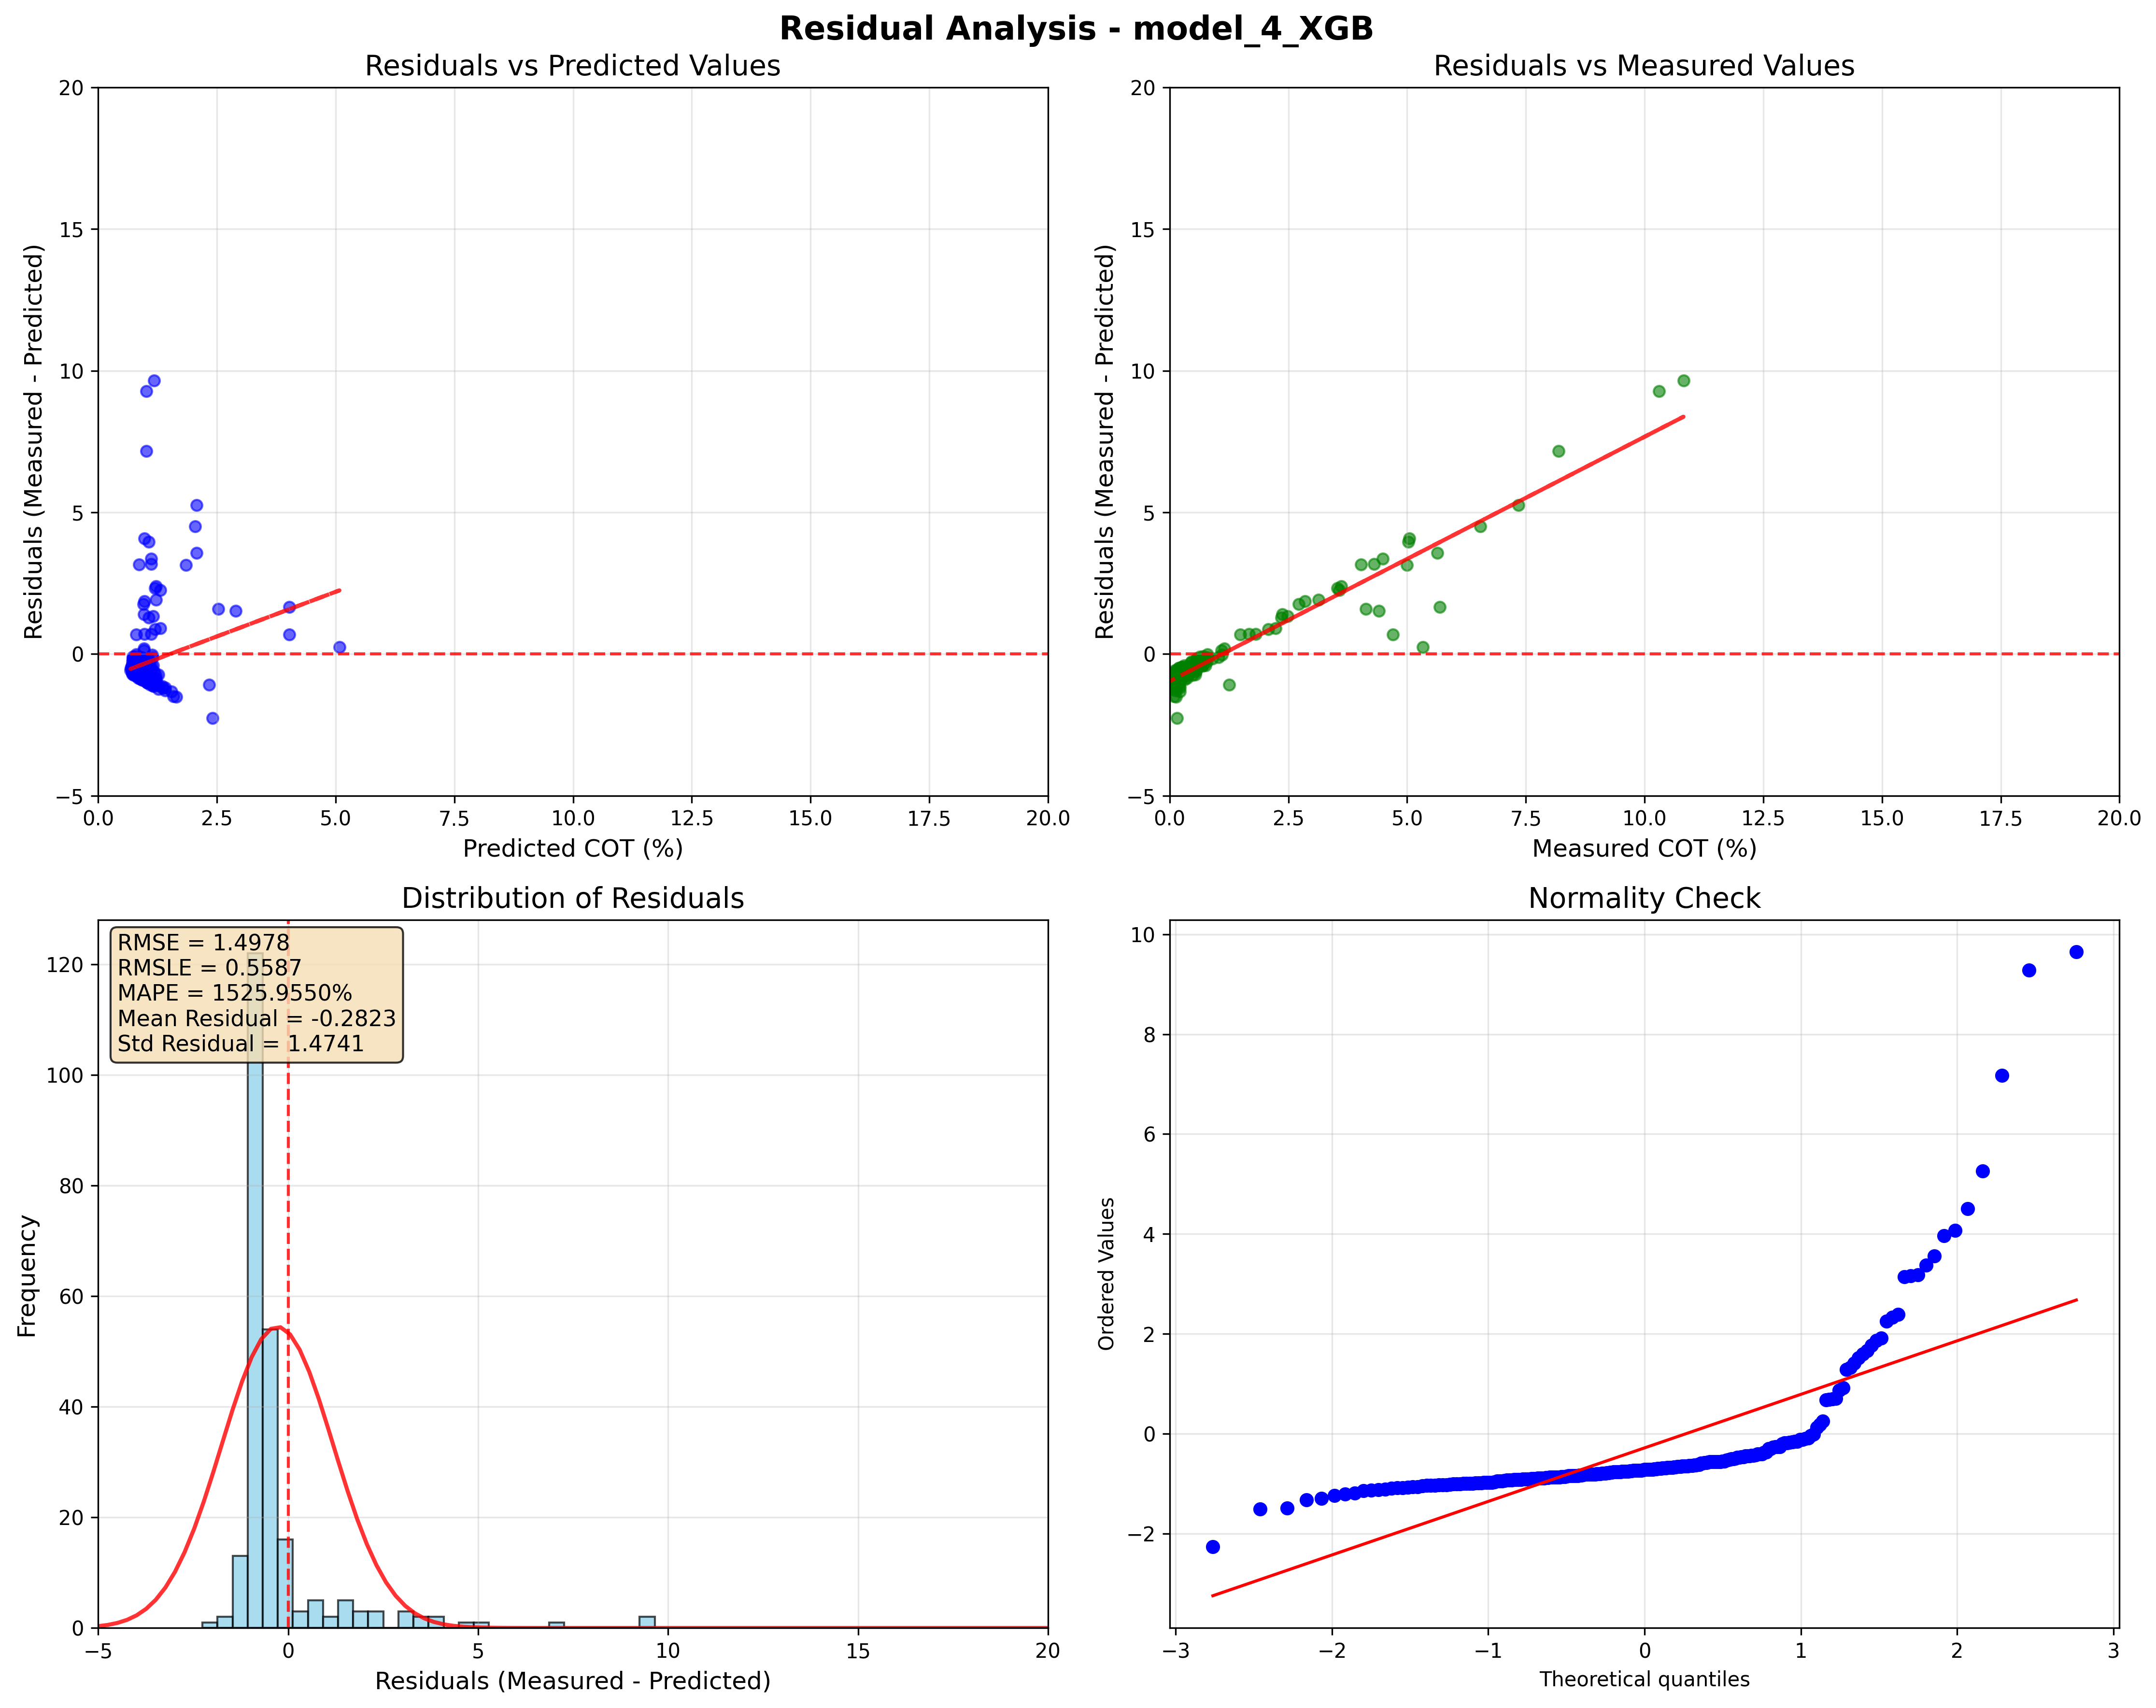 Residual Analysis - model_4_XGB
Residuals vs Predicted Values
20
15
10
5
0
−5
0.0 2.5 5.0 7.5 10.0 12.5 15.0 17.5 20.0
Residuals (Measured - Predicted)
Predicted COT (%)
Residuals vs Measured Values
20
15
10
5
0
−5
0.0 2.5 5.0 7.5 10.0 12.5 15.0 17.5 20.0
Residuals (Measured - Predicted)
Measured COT (%)
Distribution of Residuals
RMSE = 1.4978
RMSLE = 0.5587
MAPE = 1525.9550%
Mean Residual = -0.2823
Std Residual = 1.4741
120
100
80
60
40
20
0
−5 0 5 10 15 20
Frequency
Residuals (Measured - Predicted)
Normality Check
10
8
6
4
2
0
−2
−3 −2 −1 0 1 2 3
Ordered Values
Theoretical quantiles